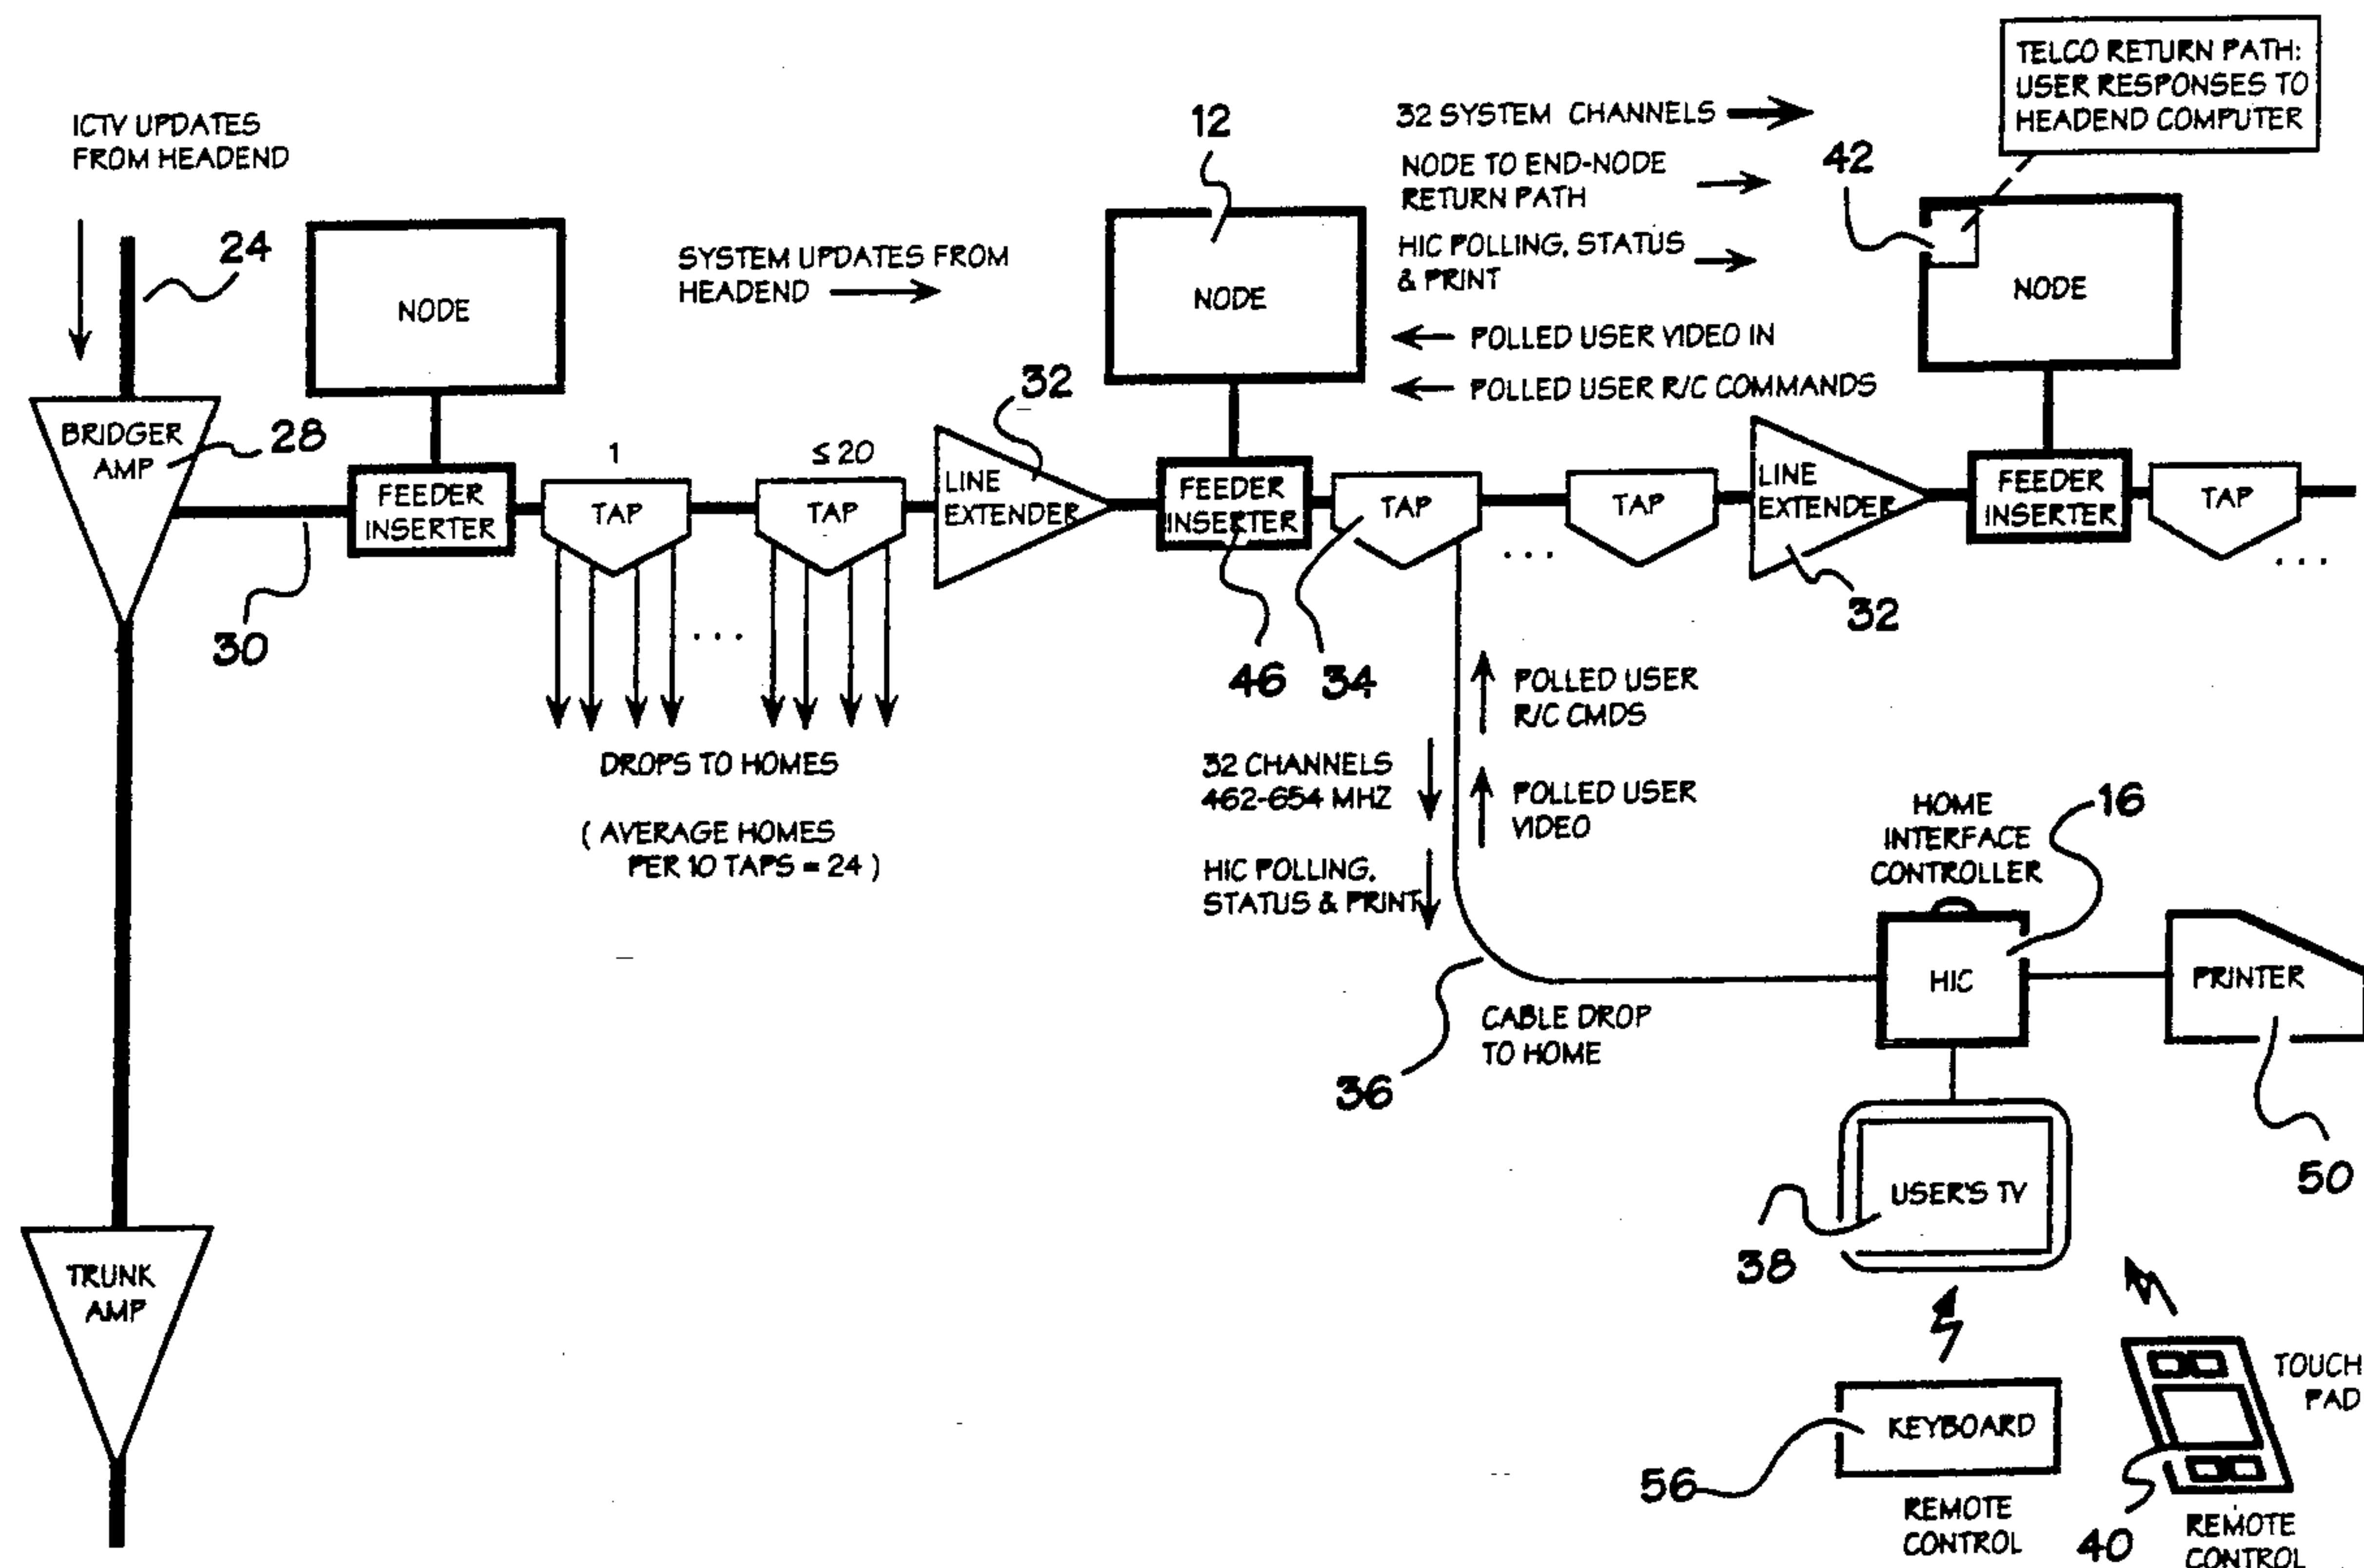 TELCO RETURN PATH:
USER RESPONSES TO
HEADEND COMPUTER
ICTV UPDATES
FROM HEADEND
12
32 SYSTEM CHANNELS
NODE TO END-NODE
RETURN PATH
HIC POLLING, STATUS
& PRINT
POLLED USER VIDEO IN
POLLED USER R/C COMMANDS
42
24
NODE
SYSTEM UPDATES FROM
HEADEND
NODE
NODE
32
BRIDGER
AMP
28
FEEDER
INSERTER
1
TAP
≤ 20
TAP
LINE
EXTENDER
FEEDER
INSERTER
TAP
...
TAP
LINE
EXTENDER
FEEDER
INSERTER
TAP
...
30
...
46
34
32
DROPS TO HOMES
( AVERAGE HOMES
PER 10 TAPS = 24 )
POLLED USER
R/C CMDS
32 CHANNELS
462-654 MHZ
POLLED USER
VIDEO
HIC POLLING,
STATUS & PRINT
HOME
INTERFACE
CONTROLLER
16
HIC
PRINTER
CABLE DROP
TO HOME
36
50
USER'S TV
38
TRUNK
AMP
KEYBOARD
56
REMOTE
CONTROL
TOUCH
PAD
40
REMOTE
CONTROL